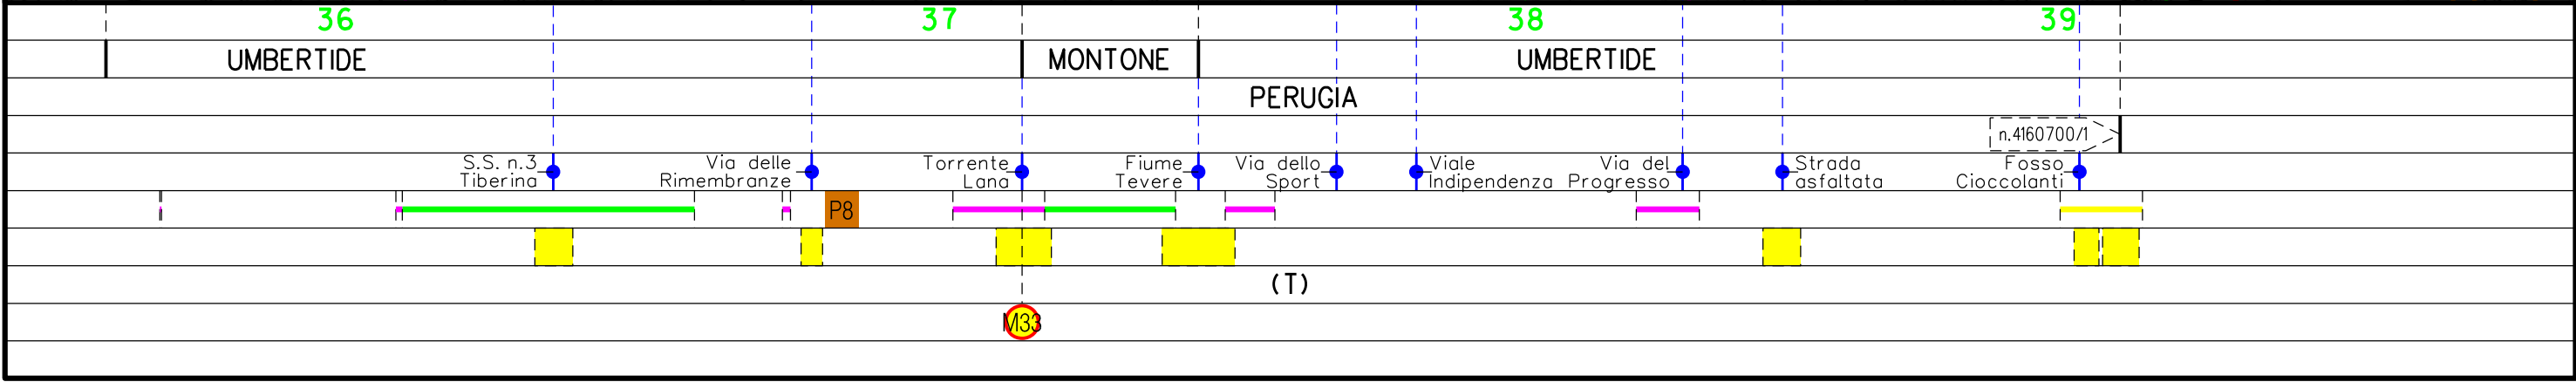 36 37 38 39
UMBERTIDE MONTONE UMBERTIDE
PERUGIA
n.4160700/1
S.S. n.3
Tiberina
Via delle
Rimembranze
Torrente
Lana
Fiume
Tevere
Via dello
Sport
Viale
Indipendenza
Via del
Progresso
Strada
asfaltata
Fosso
Cioccolanti
P8
(T)
M33